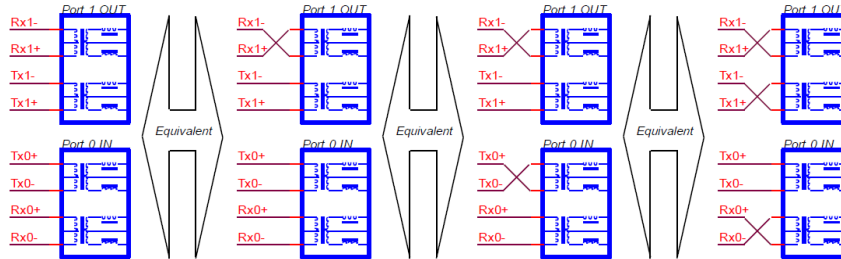 Port 1 OUT Port 1 OUT Port 1 OUT Port 1 OUT
Rx1- Rx1- Rx1- Rx1-
Rx1+ Rx1+ Rx1+ Rx1+
Tx1- Tx1- Tx1- Tx1-
Tx1+ Tx1+ Tx1+ Tx1+
Equivalent Equivalent Equivalent
Port 0 IN Port 0 IN Port 0 IN Port 0 IN
Tx0+ Tx0+ Tx0+ Tx0+
Tx0- Tx0- Tx0- Tx0-
Rx0+ Rx0+ Rx0+ Rx0+
Rx0- Rx0- Rx0- Rx0-